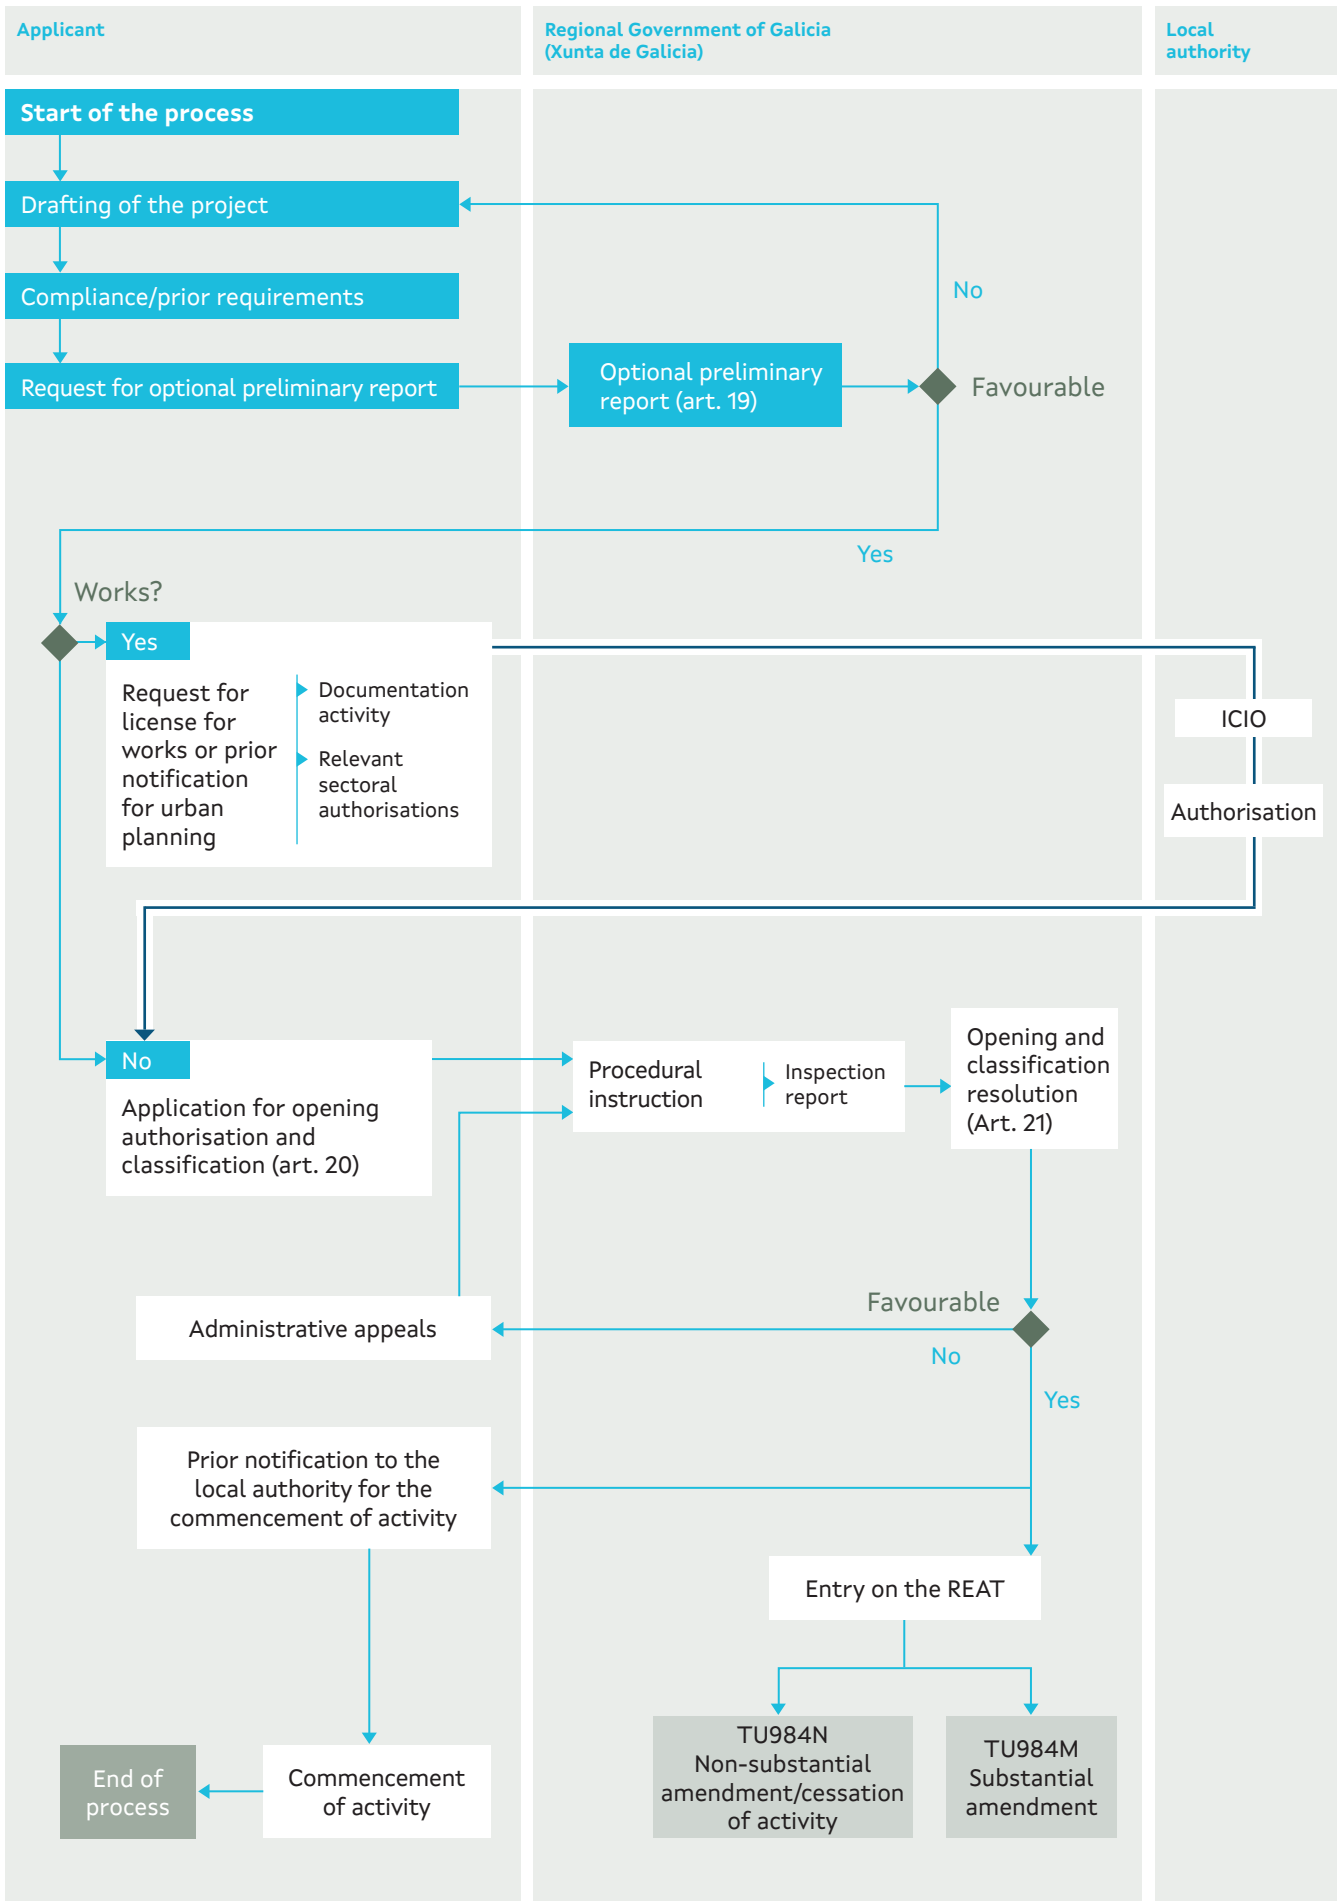 Applicant
Regional Government of Galicia
(Xunta de Galicia)
Local
authority
Start of the process
Drafting of the project
Compliance/prior requirements
Request for optional preliminary report
Optional preliminary
report (art. 19)
No
Favourable
Yes
Works?
Yes
Request for
license for
works or prior
notification
for urban
planning
Documentation
activity
Relevant
sectoral
authorisations
ICIO
Authorisation
No
Application for opening
authorisation and
classification (art. 20)
Procedural
instruction
Inspection
report
Opening and
classification
resolution
(Art. 21)
Favourable
No
Yes
Administrative appeals
Prior notification to the
local authority for the
commencement of activity
Entry on the REAT
TU984N
Non-substantial
amendment/cessation
of activity
TU984M
Substantial
amendment
Commencement
of activity
End of
process